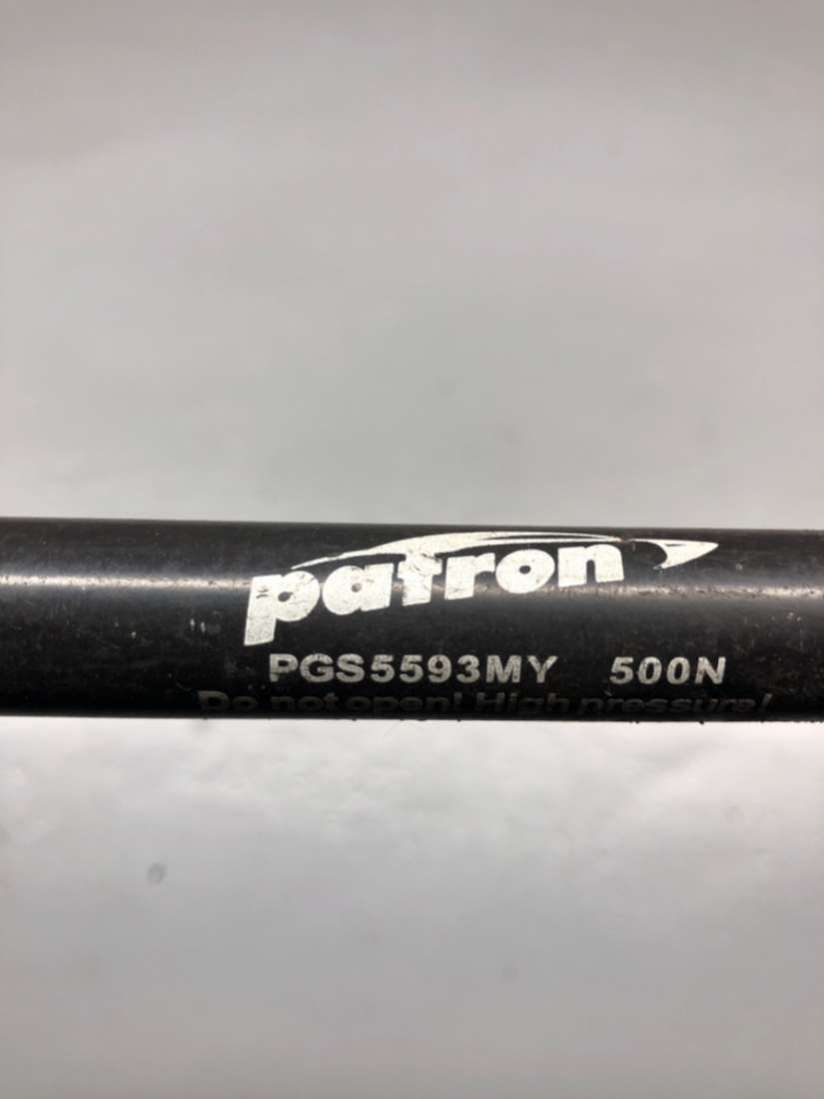 patron
PGS5593MY 500N
Do not open! High pressure!